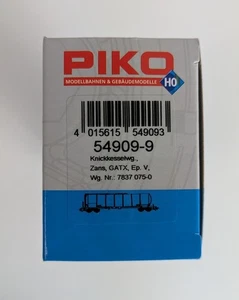 PIKO
MODELLBAHNEN & GEBÄUDEMODELLE
H0
4 015615 549093
54909-9
Knickkesselwg.,
Zans, GATX, Ep. V,
Wg. Nr.: 7837 075-0